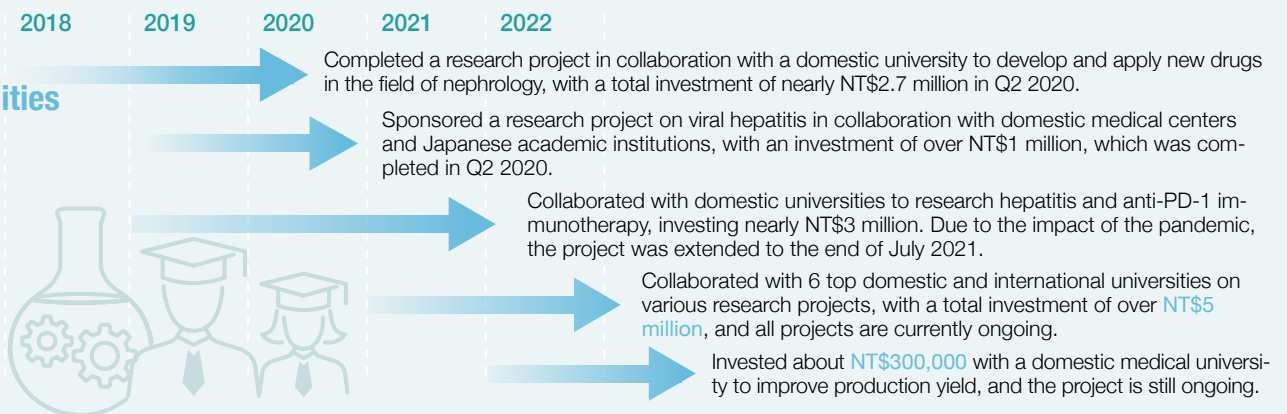 2018 2019 2020 2021 2022
Completed a research project in collaboration with a domestic university to develop and apply new drugs
in the field of nephrology, with a total investment of nearly NT$2.7 million in Q2 2020.
ities
Sponsored a research project on viral hepatitis in collaboration with domestic medical centers
and Japanese academic institutions, with an investment of over NT$1 million, which was com-
pleted in Q2 2020.
Collaborated with domestic universities to research hepatitis and anti-PD-1 im-
munotherapy, investing nearly NT$3 million. Due to the impact of the pandemic,
the project was extended to the end of July 2021.
Collaborated with 6 top domestic and international universities on
various research projects, with a total investment of over NT$5
million, and all projects are currently ongoing.
Invested about NT$300,000 with a domestic medical universi-
ty to improve production yield, and the project is still ongoing.